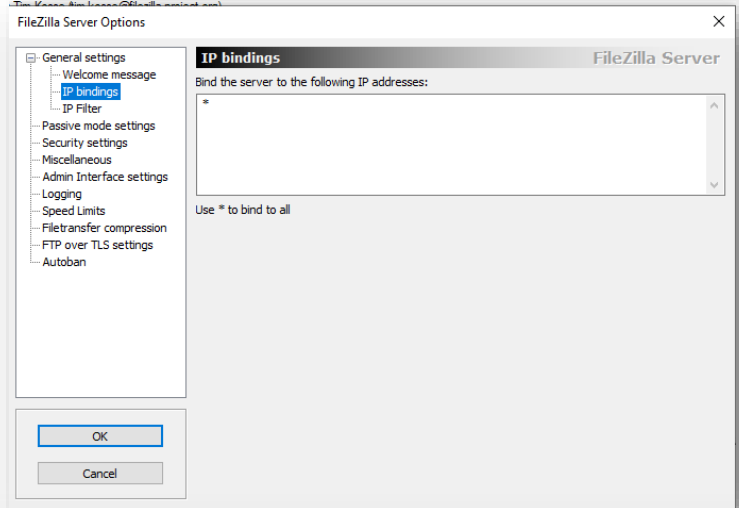 FileZilla Server Options
General settings
Welcome message
IP bindings
IP Filter
Passive mode settings
Security settings
Miscellaneous
Admin Interface settings
Logging
Speed Limits
Filetransfer compression
FTP over TLS settings
Autoban
OK
Cancel
IP bindings
FileZilla Server
Bind the server to the following IP addresses:
*
Use * to bind to all